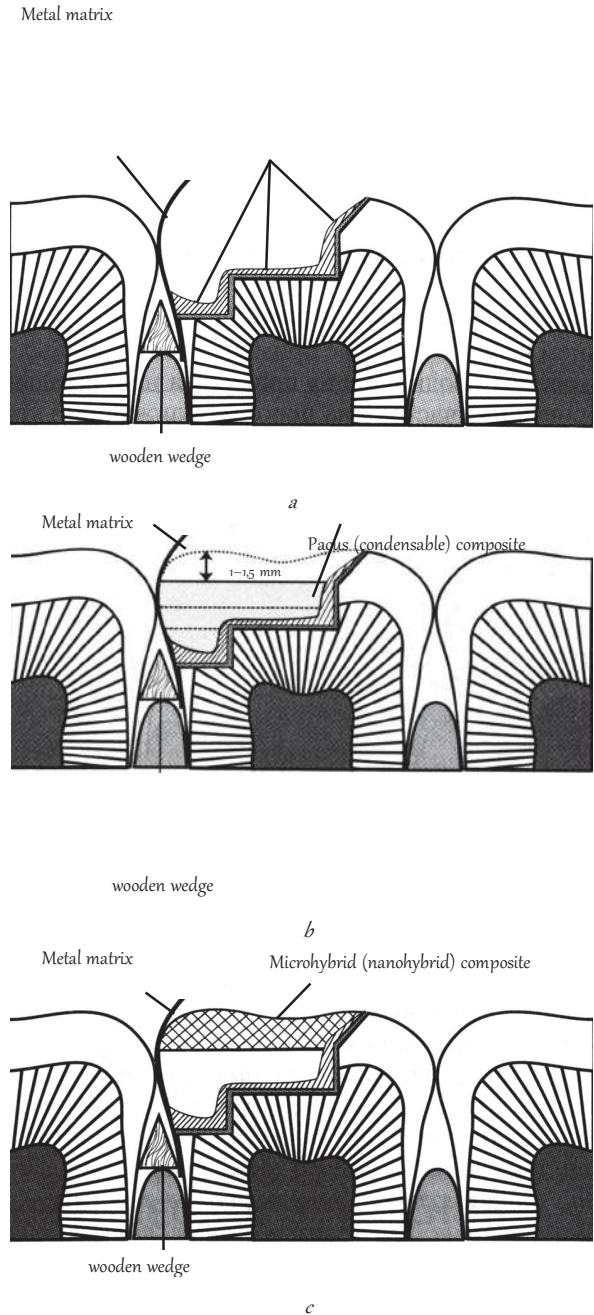 Metal matrix
wooden wedge
a
Metal matrix
(condensable) composite
1–1,5 mm
wooden wedge
b
Metal matrix
Microhybrid (nanohybrid) composite
wooden wedge
c